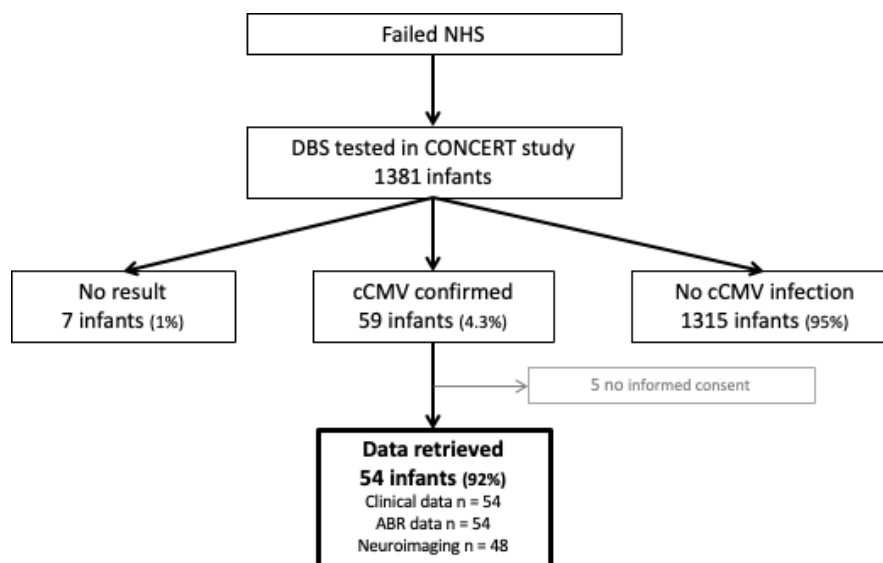 Failed NHS
DBS tested in CONCERT study
1381 infants
No result
7 infants (1%)
cCMV confirmed
59 infants (4.3%)
No cCMV infection
1315 infants (95%)
5 no informed consent
Data retrieved
54 infants (92%)
Clinical data n = 54
ABR data n = 54
Neuroimaging n = 48